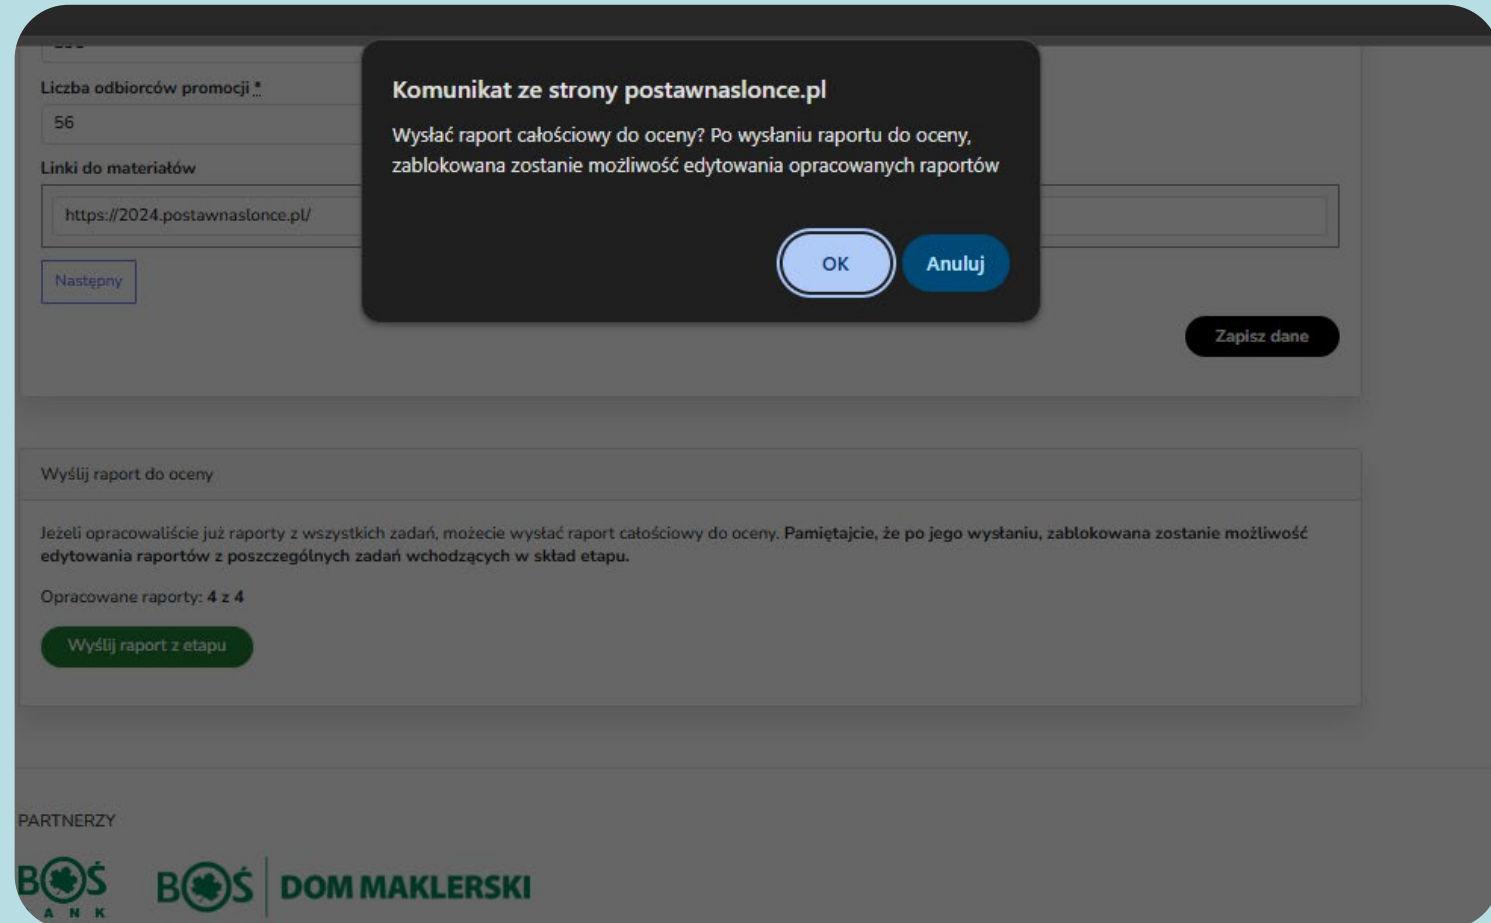 Komunikat ze strony postawnaslonce.pl
Wysłać raport całościowy do oceny? Po wysłaniu raportu do oceny,
zablokowana zostanie możliwość edytowania opracowanych raportów
OK
Anuluj
Liczba odbiorców promocji *
56
Linki do materiałów
https://2024.postawnaslonce.pl/
Następny
Zapisz dane
Wyślij raport do oceny
Jeżeli opracowaliście już raporty z wszystkich zadań, możecie wysłać raport całościowy do oceny. Pamiętajcie, że po jego wysłaniu, zablokowana zostanie możliwość
edytowania raportów z poszczególnych zadań wchodzących w skład etapu.
Opracowane raporty: 4 z 4
Wyślij raport z etapu
PARTNERZY
BOŚ
ANK
BOŚ DOM MAKLERSKI